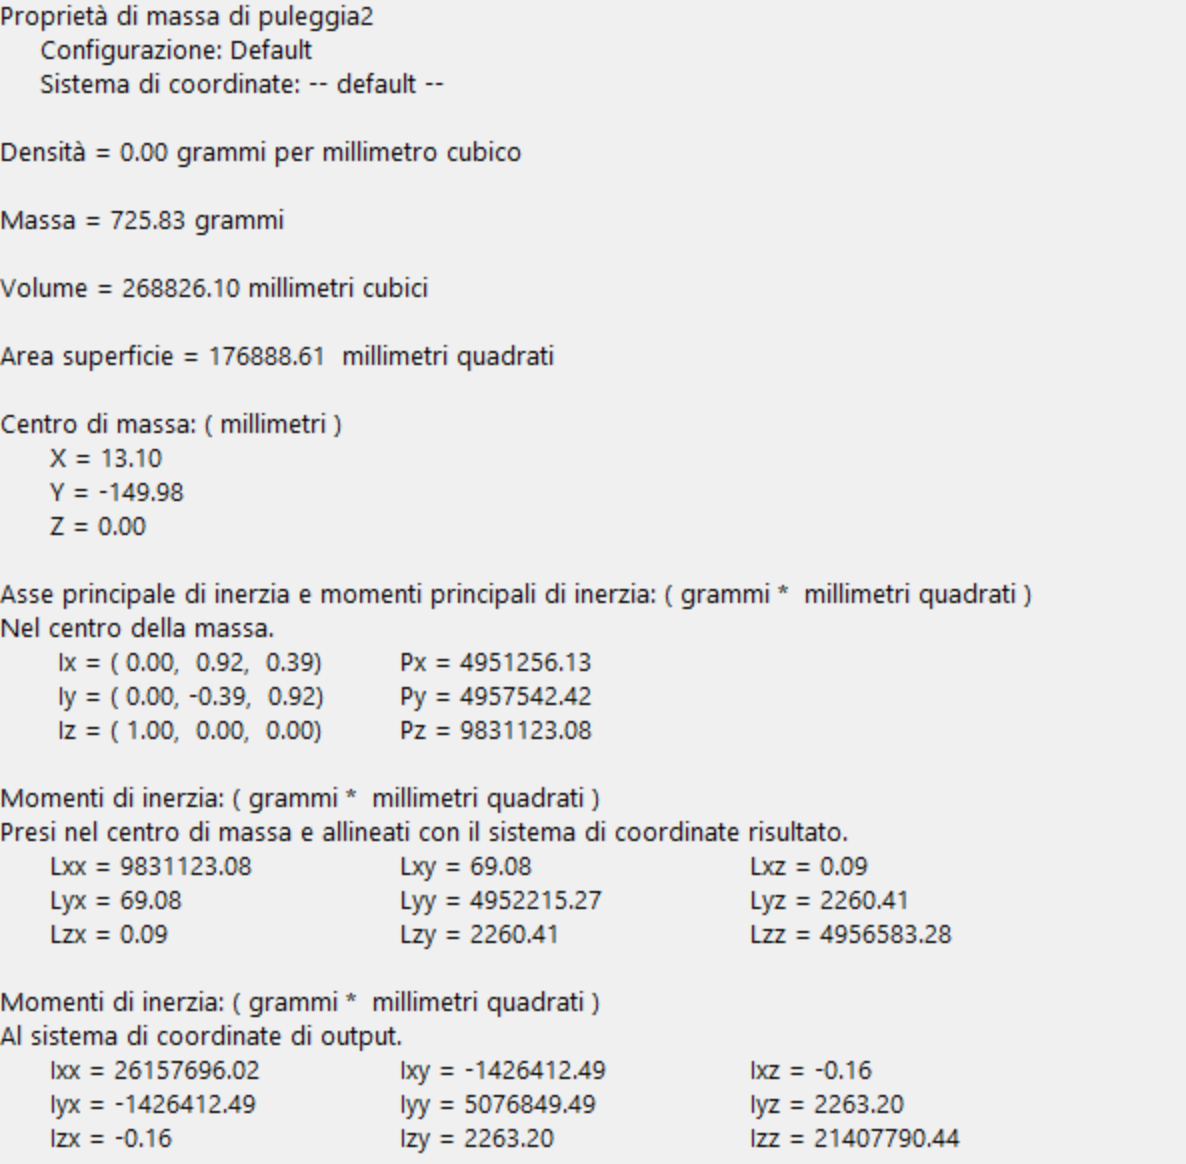 Proprietà di massa di puleggia2
Configurazione: Default
Sistema di coordinate: -- default --
Densità = 0.00 grammi per millimetro cubico
Massa = 725.83 grammi
Volume = 268826.10 millimetri cubici
Area superficie = 176888.61 millimetri quadrati
Centro di massa: ( millimetri )
X = 13.10
Y = -149.98
Z = 0.00
Asse principale di inerzia e momenti principali di inerzia: ( grammi * millimetri quadrati )
Nel centro della massa.
Ix = ( 0.00, 0.92, 0.39) Px = 4951256.13
Iy = ( 0.00, -0.39, 0.92) Py = 4957542.42
Iz = ( 1.00, 0.00, 0.00) Pz = 9831123.08
Momenti di inerzia: ( grammi * millimetri quadrati )
Presi nel centro di massa e allineati con il sistema di coordinate risultato.
Lxx = 9831123.08 Lxy = 69.08 Lxz = 0.09
Lyx = 69.08 Lyy = 4952215.27 Lyz = 2260.41
Lzx = 0.09 Lzy = 2260.41 Lzz = 4956583.28
Momenti di inerzia: ( grammi * millimetri quadrati )
Al sistema di coordinate di output.
Ixx = 26157696.02 Ixy = -1426412.49 Ixz = -0.16
Iyx = -1426412.49 Iyy = 5076849.49 Iyz = 2263.20
Izx = -0.16 Izy = 2263.20 Izz = 21407790.44